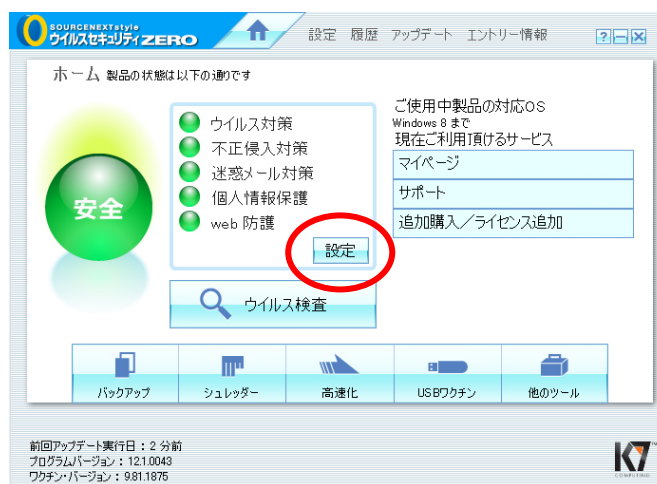 SOURCENEXTstyle
ウイルスセキュリティZERO
設定 履歴 アップデート エントリー情報
ホーム 製品の状態は以下の通りです
安全
ウイルス対策
不正侵入対策
迷惑メール対策
個人情報保護
web 防護
設定
ウイルス検査
ご使用中製品の対応OS
Windows 8 まで
現在ご利用頂けるサービス
マイページ
サポート
追加購入／ライセンス追加
バックアップ
シュレッダー
高速化
USBワクチン
他のツール
前回アップデート実行日：2 分前
プログラムバージョン：12.1.0043
ワクチン・バージョン：9.81.1875
K7
COMPUTING